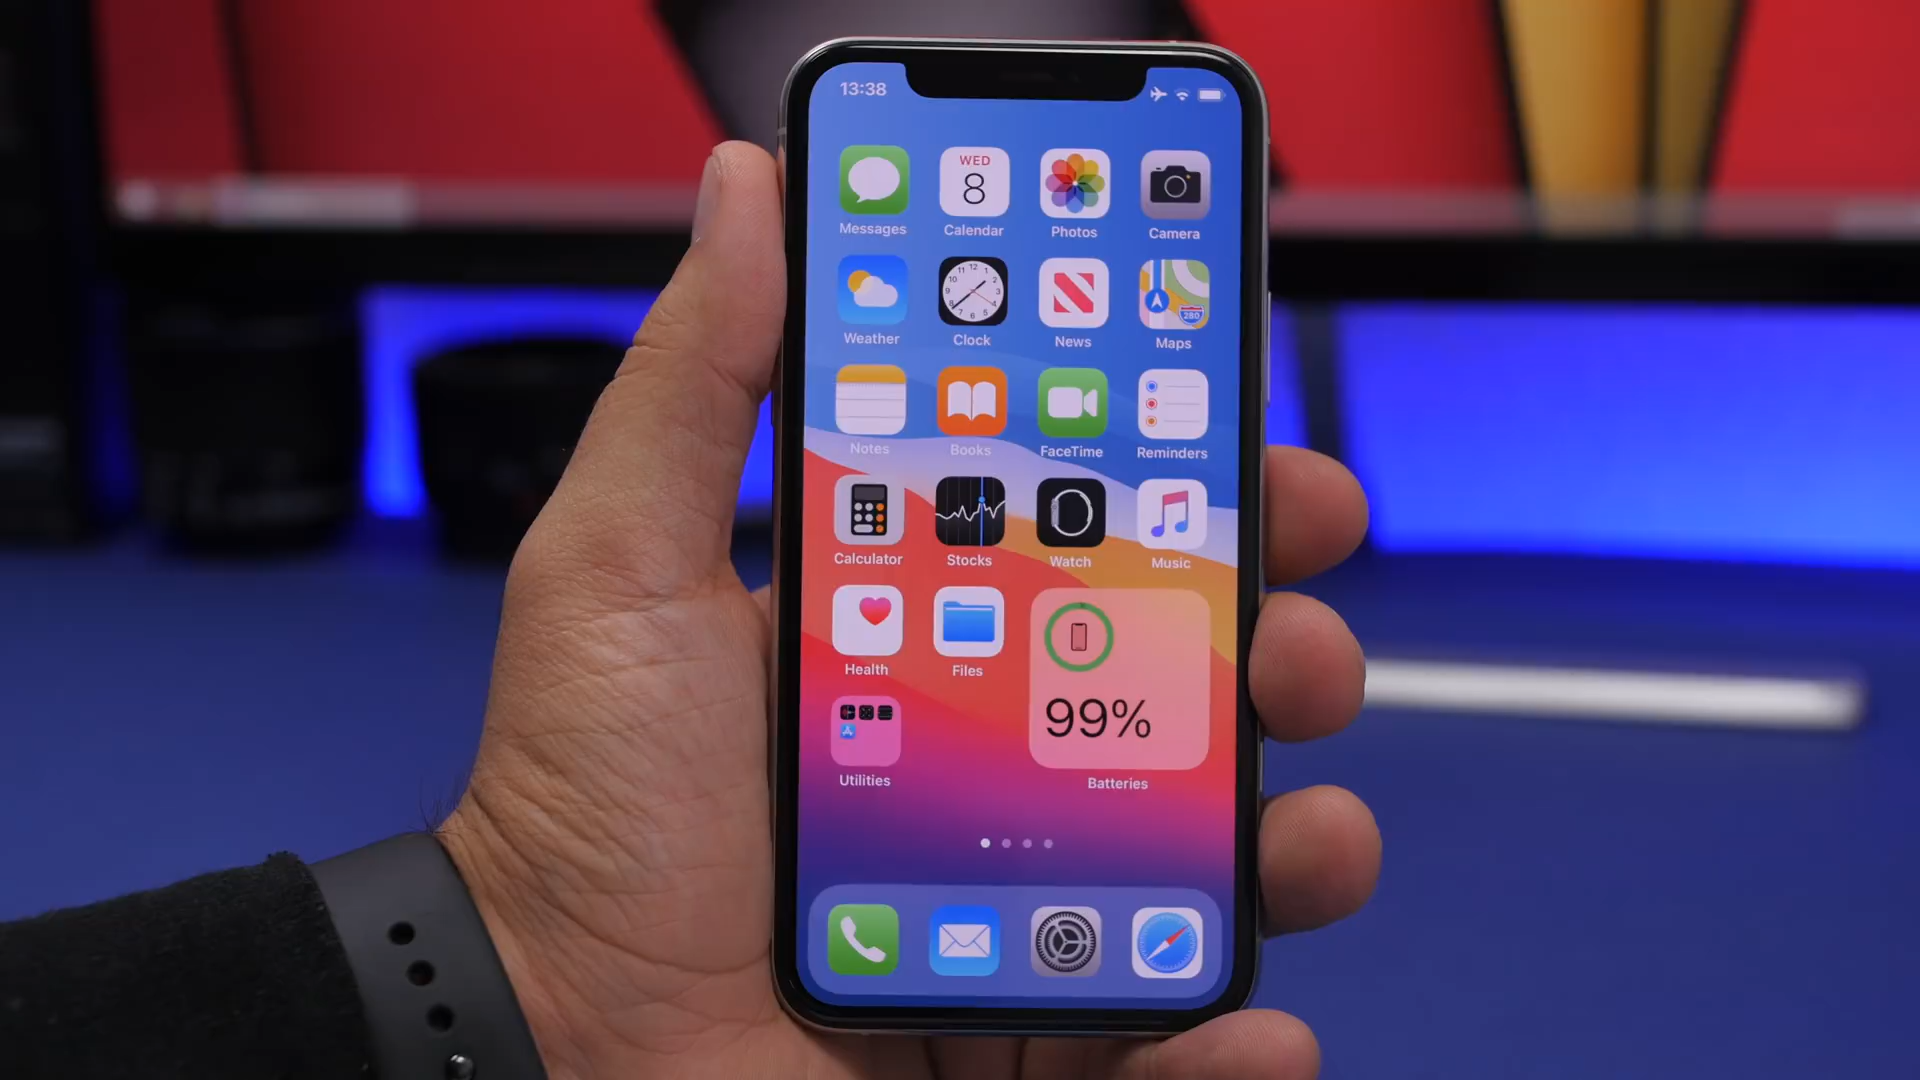 13:38
WED
8
Messages Calendar Photos Camera
280
Weather Clock News Maps
Notes Books FaceTime Reminders
Calculator Stocks Watch Music
Health Files
99%
Utilities Batteries